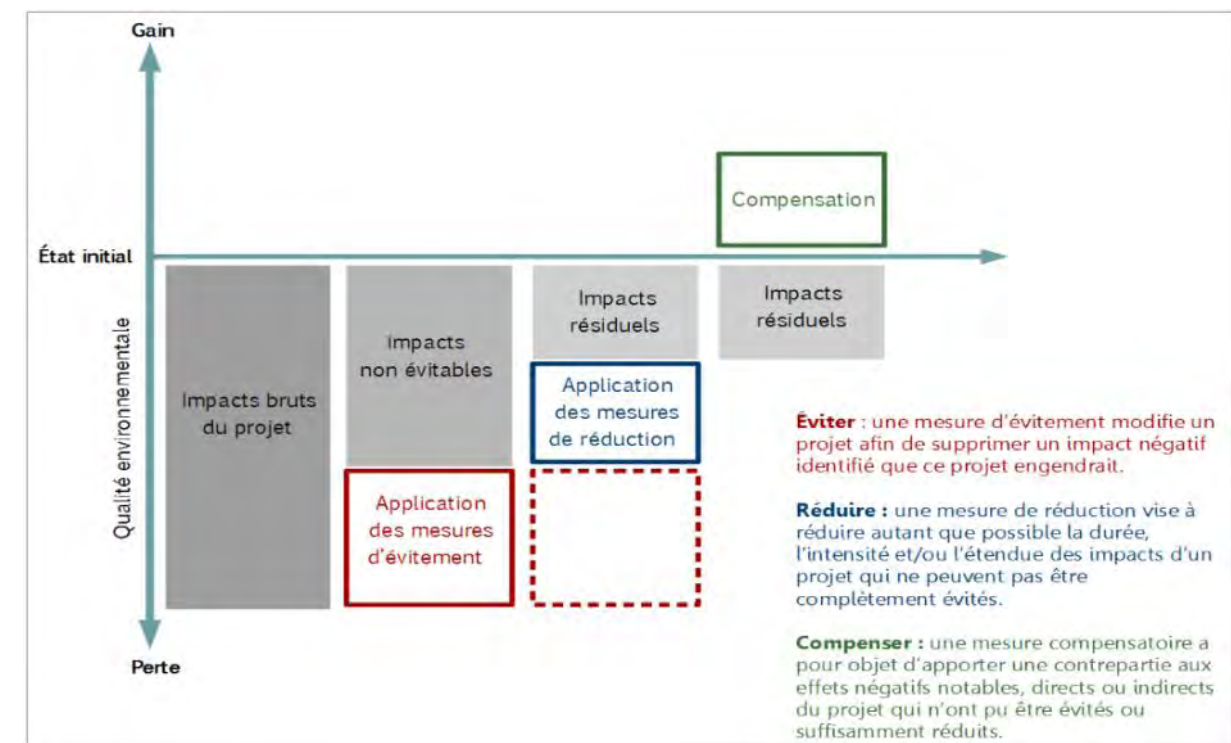 Gain
Compensation
État initial
Qualité environnementale
Impacts bruts
du projet
Impacts
non évitables
Impacts
résiduels
Impacts
résiduels
Application
des mesures
de réduction
Application
des mesures
d'évitement
Perte
Éviter : une mesure d'évitement modifie un
projet afin de supprimer un impact négatif
identifié que ce projet engendrait.
Réduire : une mesure de réduction vise à
réduire autant que possible la durée,
l'intensité et/ou l'étendue des impacts d'un
projet qui ne peuvent pas être
complètement évités.
Compenser : une mesure compensatoire a
pour objet d'apporter une contrepartie aux
effets négatifs notables, directs ou indirects
du projet qui n'ont pu être évités ou
suffisamment réduits.